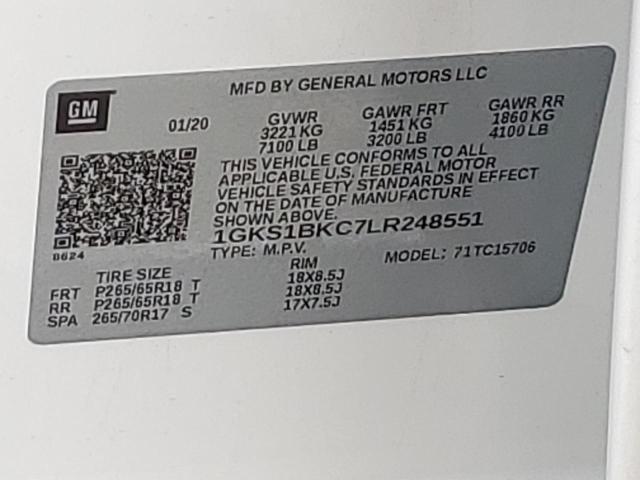 MFD BY GENERAL MOTORS LLC
GM
01/20
GVWR GAWR FRT GAWR RR
3221 KG 1451 KG 1860 KG
7100 LB 3200 LB 4100 LB
THIS VEHICLE CONFORMS TO ALL
APPLICABLE U.S. FEDERAL MOTOR
VEHICLE SAFETY STANDARDS IN EFFECT
ON THE DATE OF MANUFACTURE
SHOWN ABOVE.
1GKS1BKC7LR248551
8624
TYPE: M.P.V. MODEL: 71TC15706
TIRE SIZE RIM
FRT P265/65R18 T 18X8.5J
RR P265/65R18 T 18X8.5J
SPA 265/70R17 S 17X7.5J